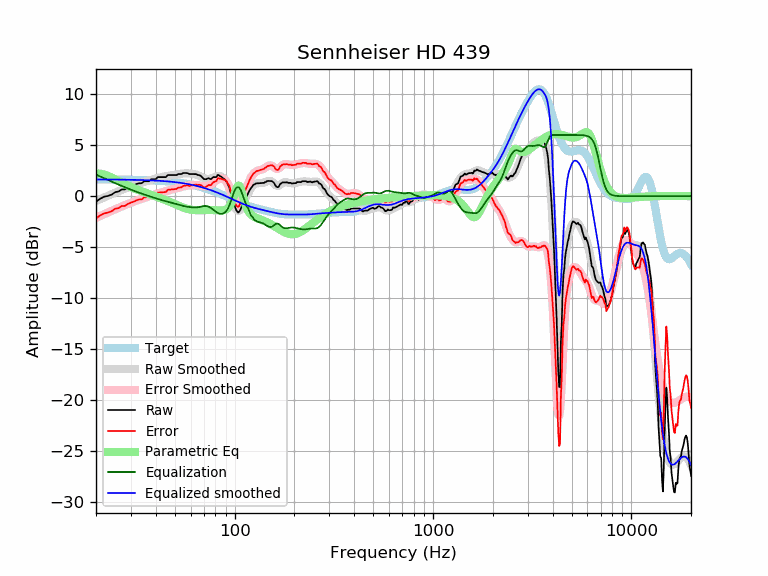 Sennheiser HD 439
Amplitude (dBr)
10
5
0
−5
−10
−15
−20
−25
−30
Target
Raw Smoothed
Error Smoothed
Raw
Error
Parametric Eq
Equalization
Equalized smoothed
100
1000
10000
Frequency (Hz)